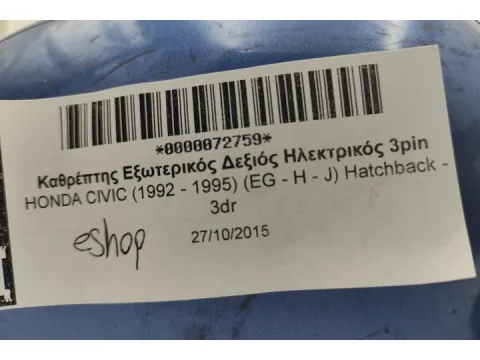 *0000072759*
Καθρέπτης Εξωτερικός Δεξιός Ηλεκτρικός 3pin
HONDA CIVIC (1992 - 1995) (EG - H - J) Hatchback -
3dr
eshop
27/10/2015